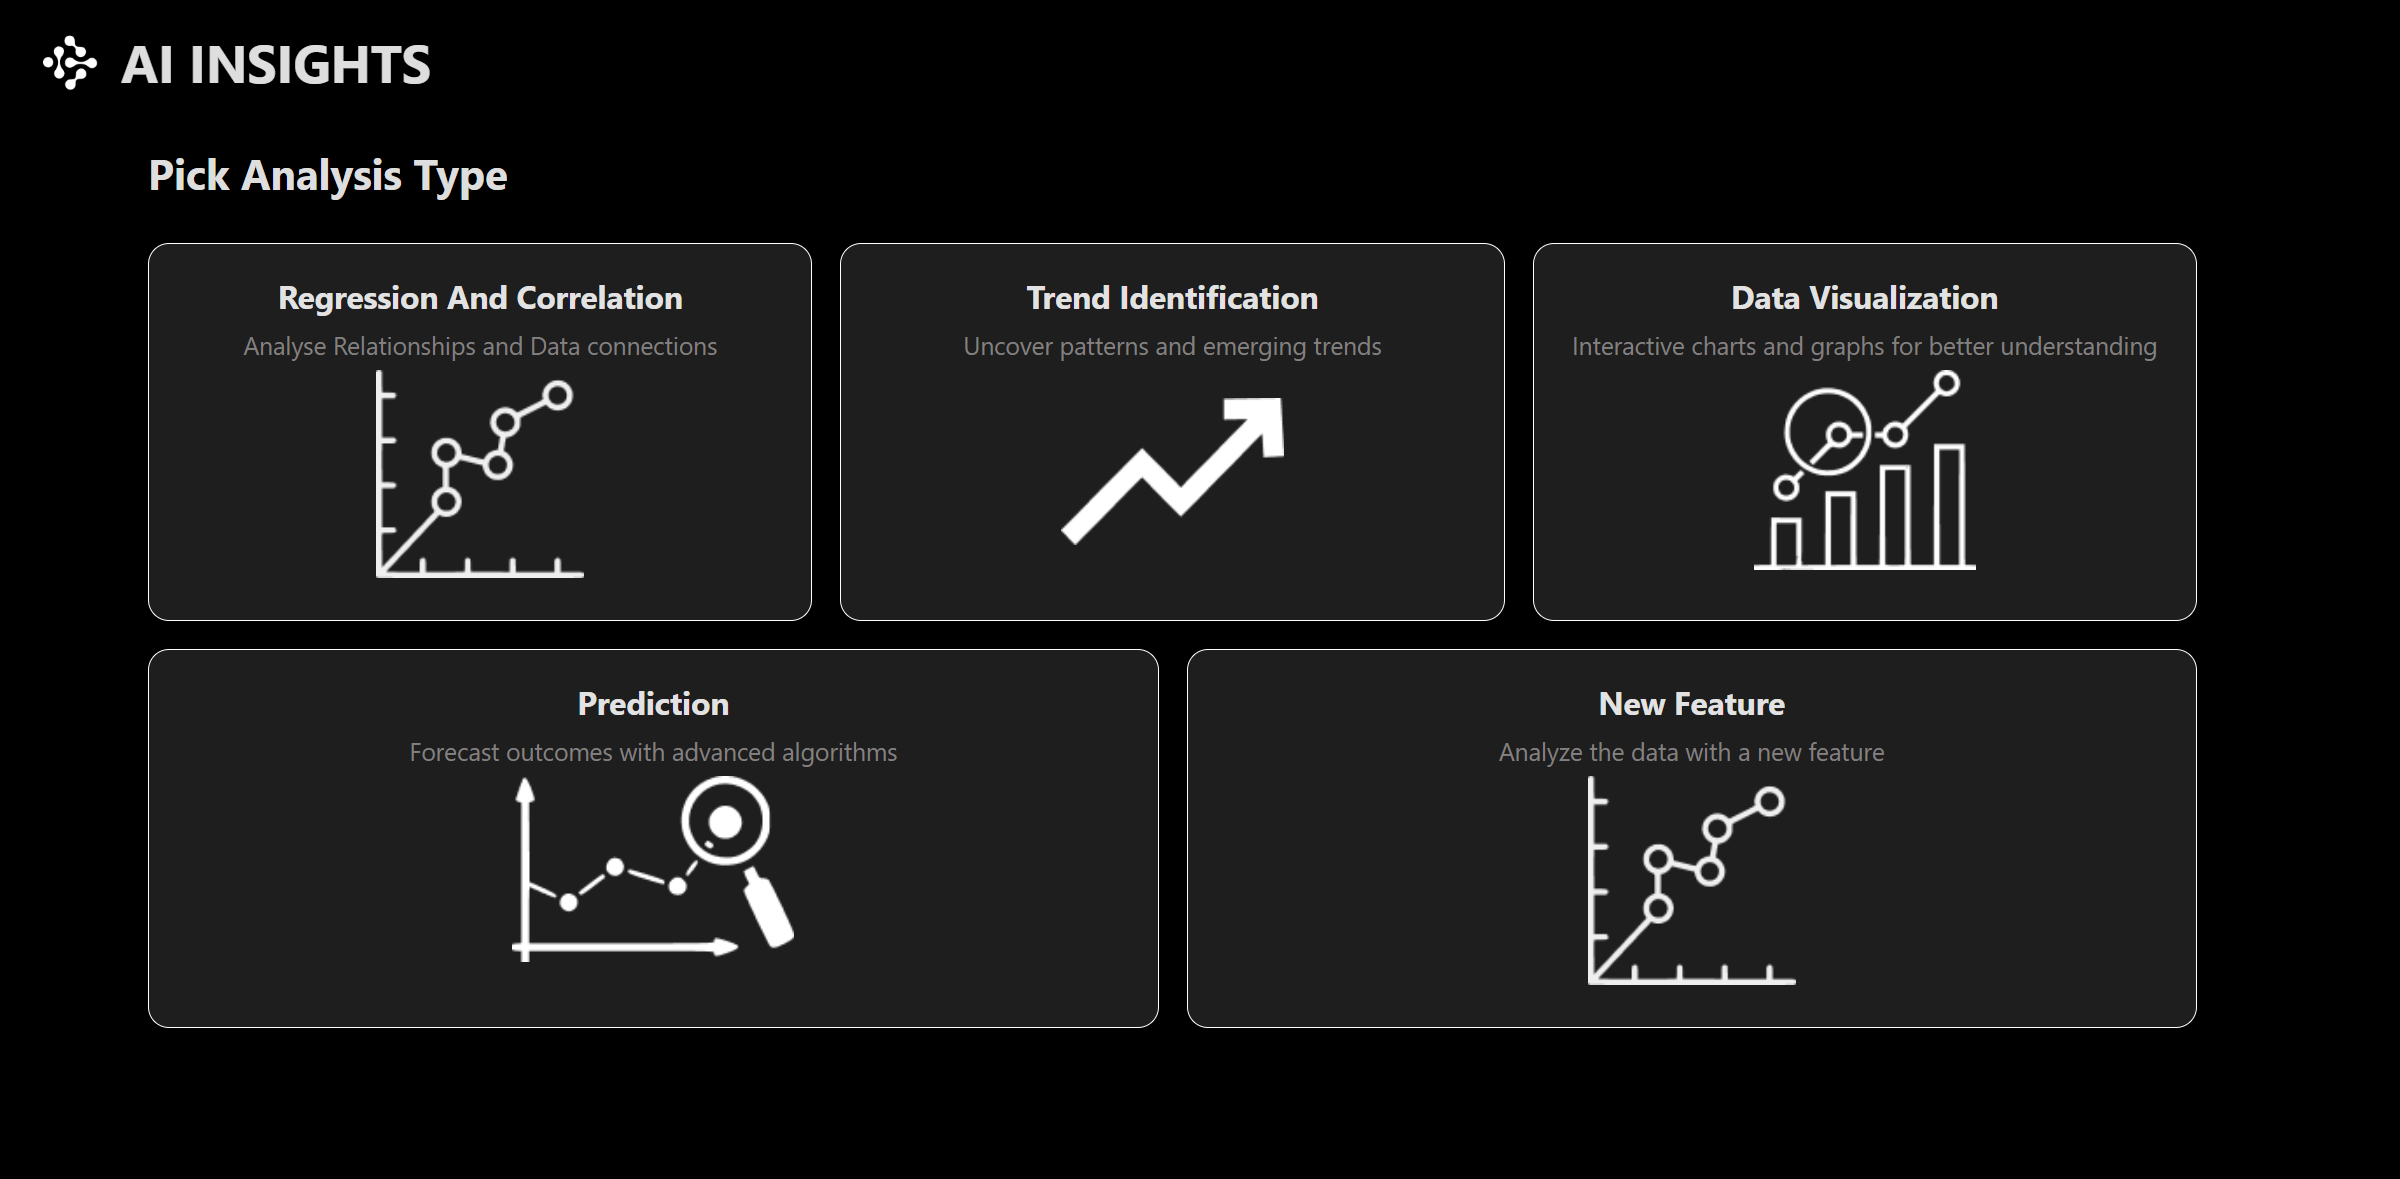 AI INSIGHTS
Pick Analysis Type
Regression And Correlation
Analyse Relationships and Data connections
Trend Identification
Uncover patterns and emerging trends
Data Visualization
Interactive charts and graphs for better understanding
Prediction
Forecast outcomes with advanced algorithms
New Feature
Analyze the data with a new feature